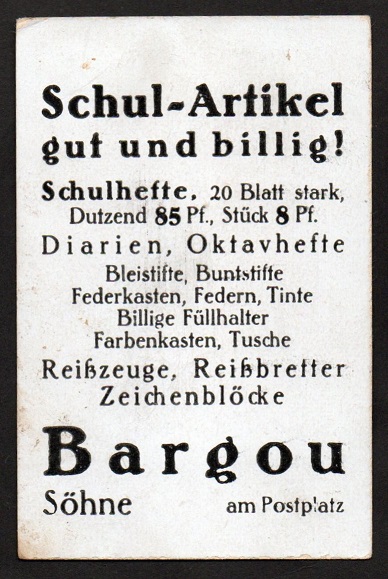 Schul-Artikel
gut und billig!
Schulhefte, 20 Blatt stark,
Dutzend 85 Pf., Stück 8 Pf.
Diarien, Oktavhefte
Bleistifte, Buntstifte
Federkasten, Federn, Tinte
Billige Füllhalter
Farbenkasten, Tusche
Reißzeuge, Reißbretter
Zeichenblöcke
Bargou
Söhne am Postplatz